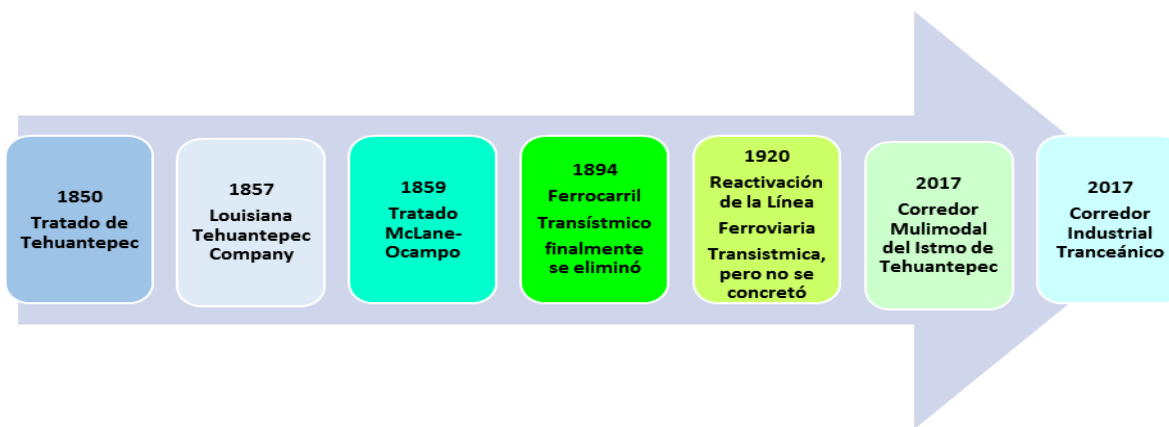 1850
Tratado de
Tehuantepec
1857
Louisiana
Tehuantepec
Company
1859
Tratado
McLane-
Ocampo
1894
Ferrocarril
Transístmico
finalmente
se eliminó
1920
Reactivación
de la Línea
Ferroviaria
Transistmica,
pero no se
concretó
2017
Corredor
Mulimodal
del Istmo de
Tehuantepec
2017
Corredor
Industrial
Tranceánico